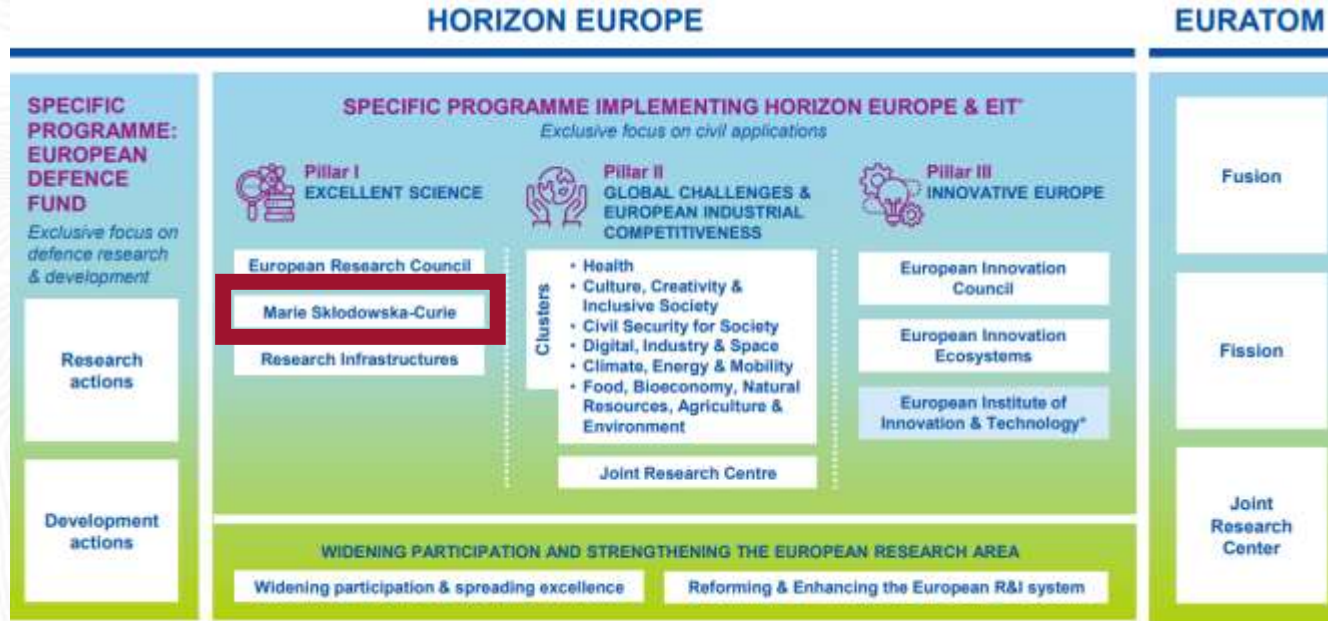 HORIZON EUROPE
EURATOM
SPECIFIC
PROGRAMME:
EUROPEAN
DEFENCE
FUND
Exclusive focus on
defence research
& development
Research
actions
Development
actions
SPECIFIC PROGRAMME IMPLEMENTING HORIZON EUROPE & EIT*
Exclusive focus on civil applications
Pillar I
EXCELLENT SCIENCE
European Research Council
Marie Sklodowska-Curie
Research Infrastructures
Pillar II
GLOBAL CHALLENGES &
EUROPEAN INDUSTRIAL
COMPETITIVENESS
Clusters
• Health
• Culture, Creativity &
Inclusive Society
• Civil Security for Society
• Digital, Industry & Space
• Climate, Energy & Mobility
• Food, Bioeconomy, Natural
Resources, Agriculture &
Environment
Joint Research Centre
Pillar III
INNOVATIVE EUROPE
European Innovation
Council
European Innovation
Ecosystems
European Institute of
Innovation & Technology*
WIDENING PARTICIPATION AND STRENGTHENING THE EUROPEAN RESEARCH AREA
Widening participation & spreading excellence
Reforming & Enhancing the European R&I system
Fusion
Fission
Joint
Research
Center